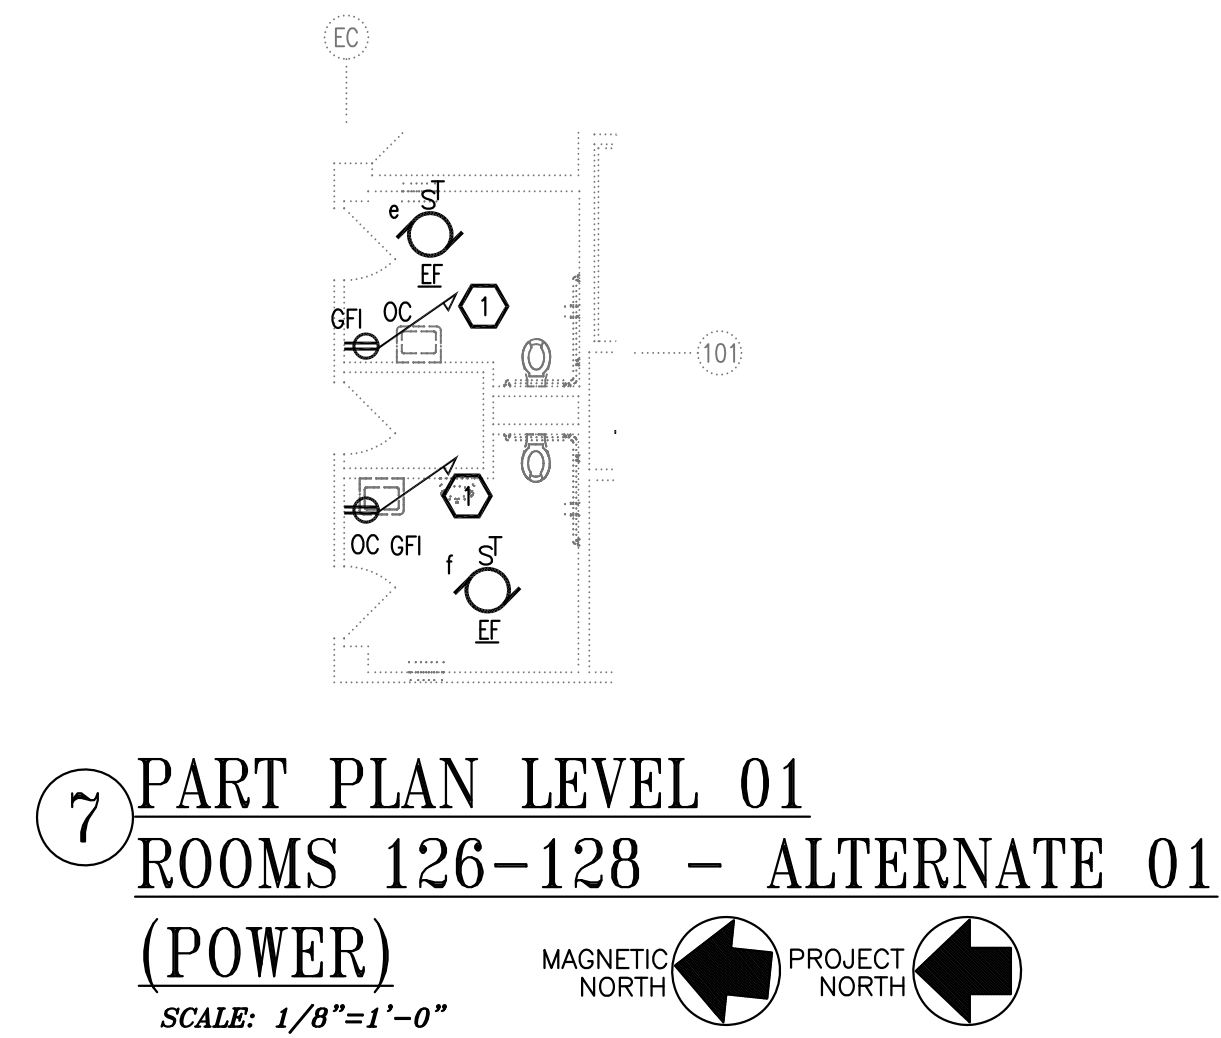 EC
S T
e
EF
1
GFI OC
101
1
OC GFI
S T
f
EF
7
PART PLAN LEVEL 01
ROOMS 126-128 - ALTERNATE 01
(POWER)
MAGNETIC NORTH
PROJECT NORTH
SCALE: 1/8"=1'-0"